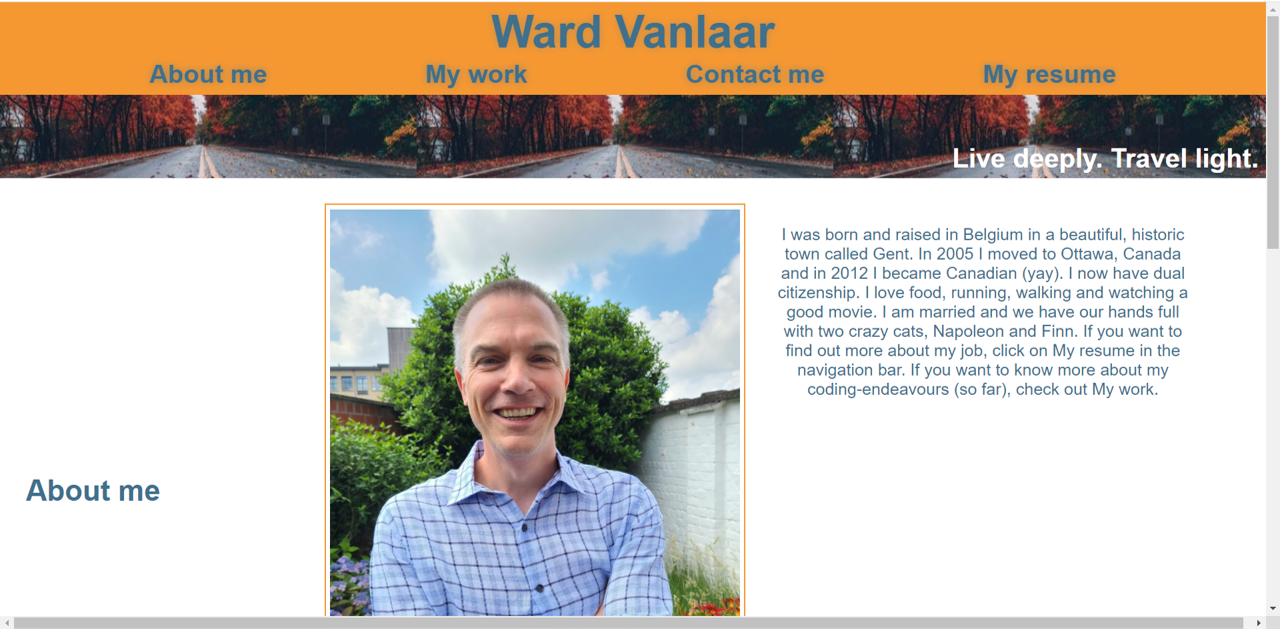 Ward Vanlaar
About me
My work
Contact me
My resume
Live deeply. Travel light.
About me
I was born and raised in Belgium in a beautiful, historic
town called Gent. In 2005 I moved to Ottawa, Canada
and in 2012 I became Canadian (yay). I now have dual
citizenship. I love food, running, walking and watching a
good movie. I am married and we have our hands full
with two crazy cats, Napoleon and Finn. If you want to
find out more about my job, click on My resume in the
navigation bar. If you want to know more about my
coding-endeavours (so far), check out My work.